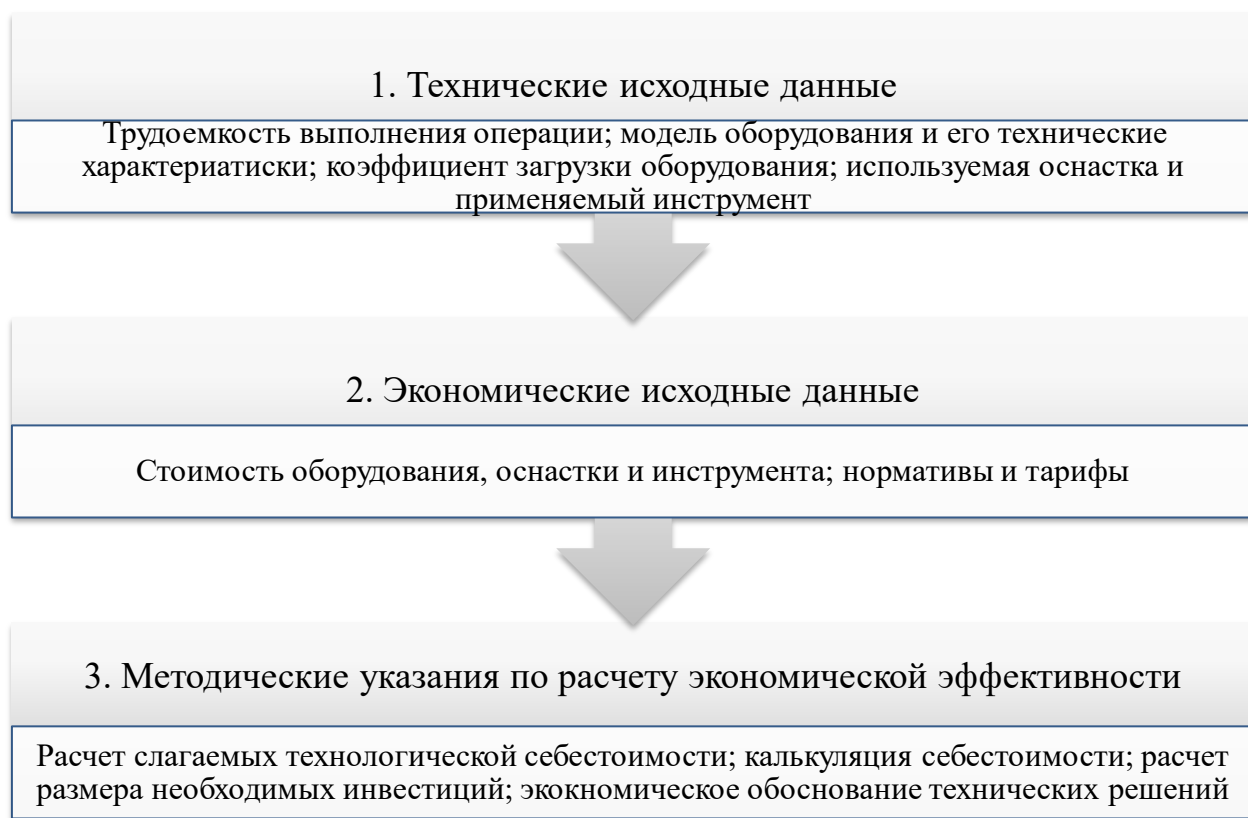 1. Технические исходные данные
Трудоемкость выполнения операции; модель оборудования и его технические
характериатиски; коэффициент загрузки оборудования; используемая оснастка и
применяемый инструмент
2. Экономические исходные данные
Стоимость оборудования, оснастки и инструмента; нормативы и тарифы
3. Методические указания по расчету экономической эффективности
Расчет слагаемых технологической себестоимости; калькуляция себестоимости; расчет
размера необходимых инвестиций; экокномическое обоснование технических решений